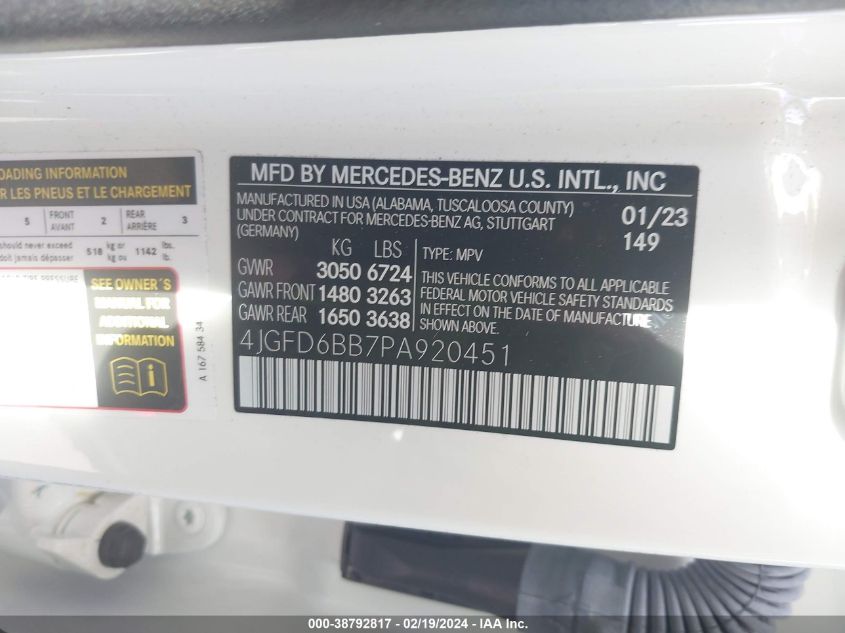 OADING INFORMATION
R LES PNEUS ET LE CHARGEMENT
5 FRONT AVANT 2 REAR ARRIÈRE 3
should never exceed 518 kg or 1142 lbs.
doit jamais dépasser kg ou lb.
TIRE PRESSURE
SEE OWNER´S
MANUAL FOR
ADDITIONAL
INFORMATION
A 167 584 34
MFD BY MERCEDES-BENZ U.S. INTL., INC
MANUFACTURED IN USA (ALABAMA, TUSCALOOSA COUNTY)
UNDER CONTRACT FOR MERCEDES-BENZ AG, STUTTGART
(GERMANY)
01/23
149
KG LBS
GVWR 3050 6724
GAWR FRONT 1480 3263
GAWR REAR 1650 3638
TYPE: MPV
THIS VEHICLE CONFORMS TO ALL APPLICABLE
FEDERAL MOTOR VEHICLE SAFETY STANDARDS
IN EFFECT ON THE DATE OF MANUFACTURE
SHOWN ABOVE.
4JGFD6BB7PA920451
000-38792817 - 02/19/2024 - IAA Inc.